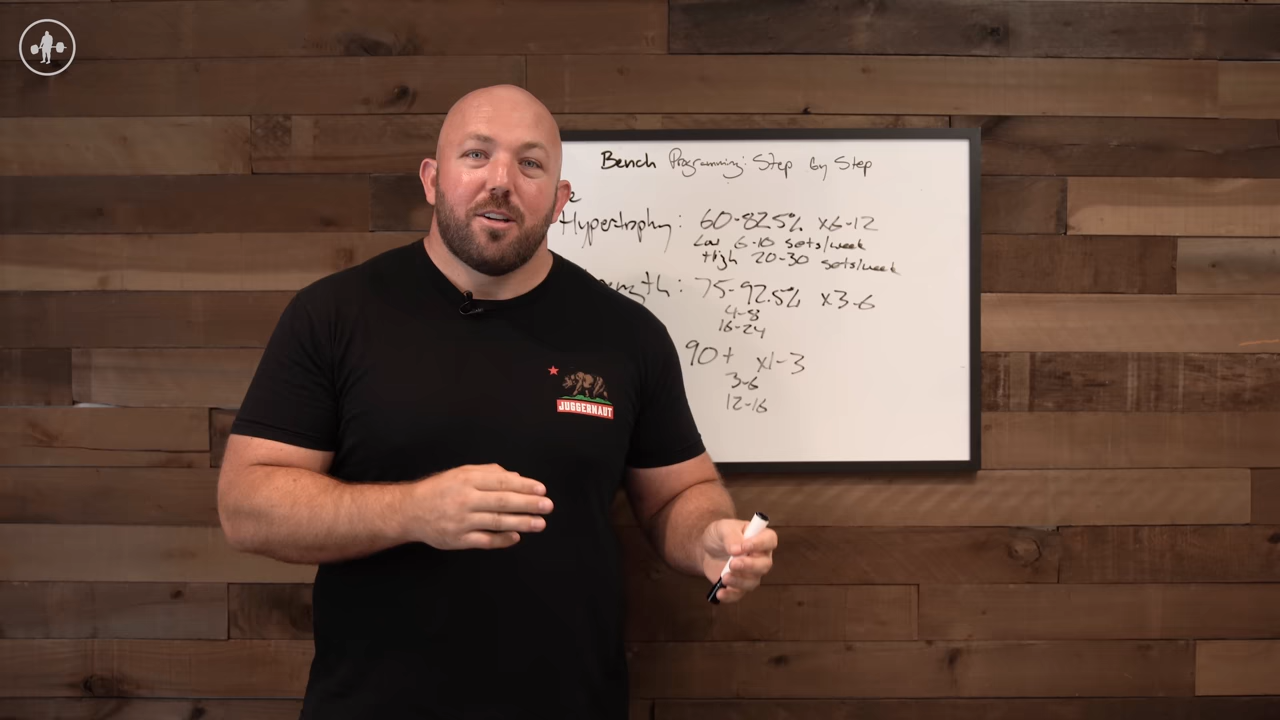 Bench Programming: Step by Step
Hypertrophy: 60-82.5% x6-12
Low 6-10 sets/week
High 20-30 sets/week
75-92.5% x3-6
4-8
16-24
90+ x1-3
3-6
12-16
JUGGERNAUT